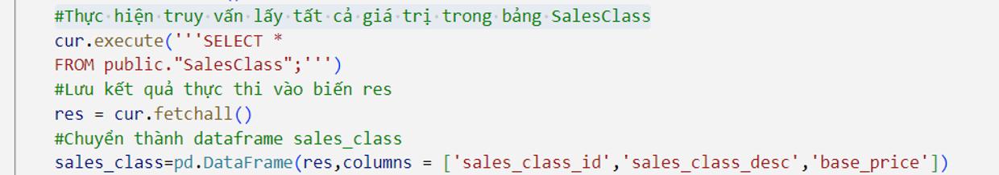 #Thực hiện truy vấn lấy tất cả giá trị trong bảng SalesClass
cur.execute('''SELECT *
FROM public."SalesClass";''')
#Lưu kết quả thực thi vào biến res
res = cur.fetchall()
#Chuyển thành dataframe sales_class
sales_class=pd.DataFrame(res,columns = ['sales_class_id','sales_class_desc','base_price'])